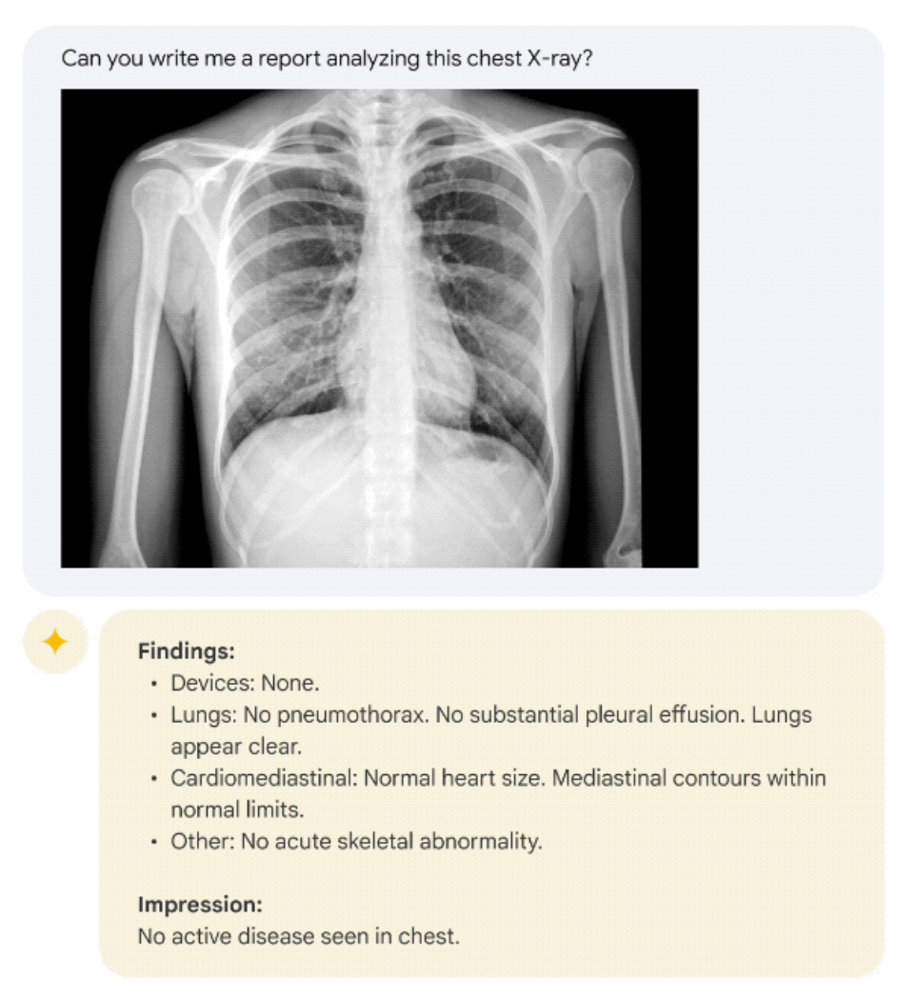 Can you write me a report analyzing this chest X-ray?
Findings:
• Devices: None.
• Lungs: No pneumothorax. No substantial pleural effusion. Lungs
appear clear.
• Cardiomediastinal: Normal heart size. Mediastinal contours within
normal limits.
• Other: No acute skeletal abnormality.
Impression:
No active disease seen in chest.